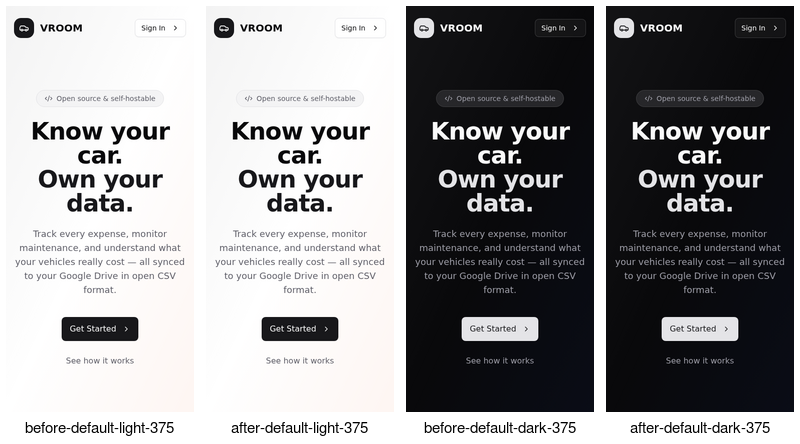 VROOM
Sign In
Open source & self-hostable
Know your
car.
Own your
data.
Track every expense, monitor
maintenance, and understand what
your vehicles really cost — all synced
to your Google Drive in open CSV
format.
Get Started
See how it works
before-default-light-375
VROOM
Sign In
Open source & self-hostable
Know your
car.
Own your
data.
Track every expense, monitor
maintenance, and understand what
your vehicles really cost — all synced
to your Google Drive in open CSV
format.
Get Started
See how it works
after-default-light-375
VROOM
Sign In
Open source & self-hostable
Know your
car.
Own your
data.
Track every expense, monitor
maintenance, and understand what
your vehicles really cost — all synced
to your Google Drive in open CSV
format.
Get Started
See how it works
before-default-dark-375
VROOM
Sign In
Open source & self-hostable
Know your
car.
Own your
data.
Track every expense, monitor
maintenance, and understand what
your vehicles really cost — all synced
to your Google Drive in open CSV
format.
Get Started
See how it works
after-default-dark-375